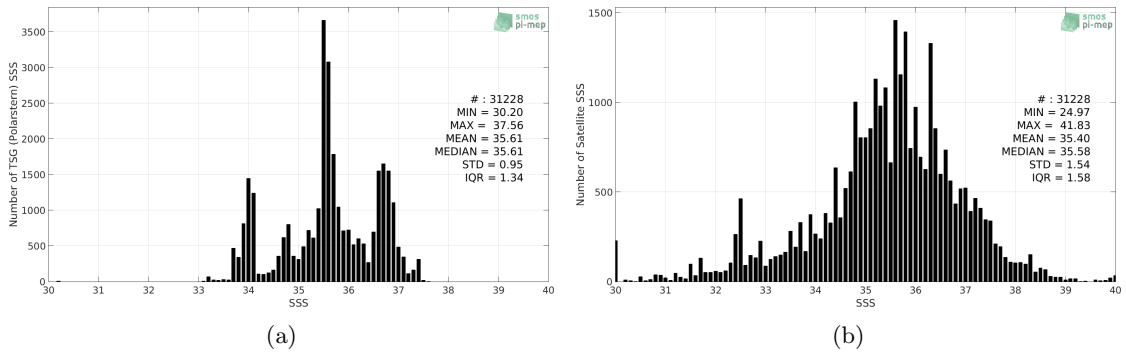 smos
pi-mep
Number of TSG (Polarstern) SSS
3500
3000
2500
2000
1500
1000
500
0
# : 31228
MIN = 30.20
MAX = 37.56
MEAN = 35.61
MEDIAN = 35.61
STD = 0.95
IQR = 1.34
30 31 32 33 34 35 36 37 38 39 40
SSS
(a)
smos
pi-mep
Number of Satellite SSS
1500
1000
500
0
# : 31228
MIN = 24.97
MAX = 41.83
MEAN = 35.40
MEDIAN = 35.58
STD = 1.54
IQR = 1.58
30 31 32 33 34 35 36 37 38 39 40
SSS
(b)